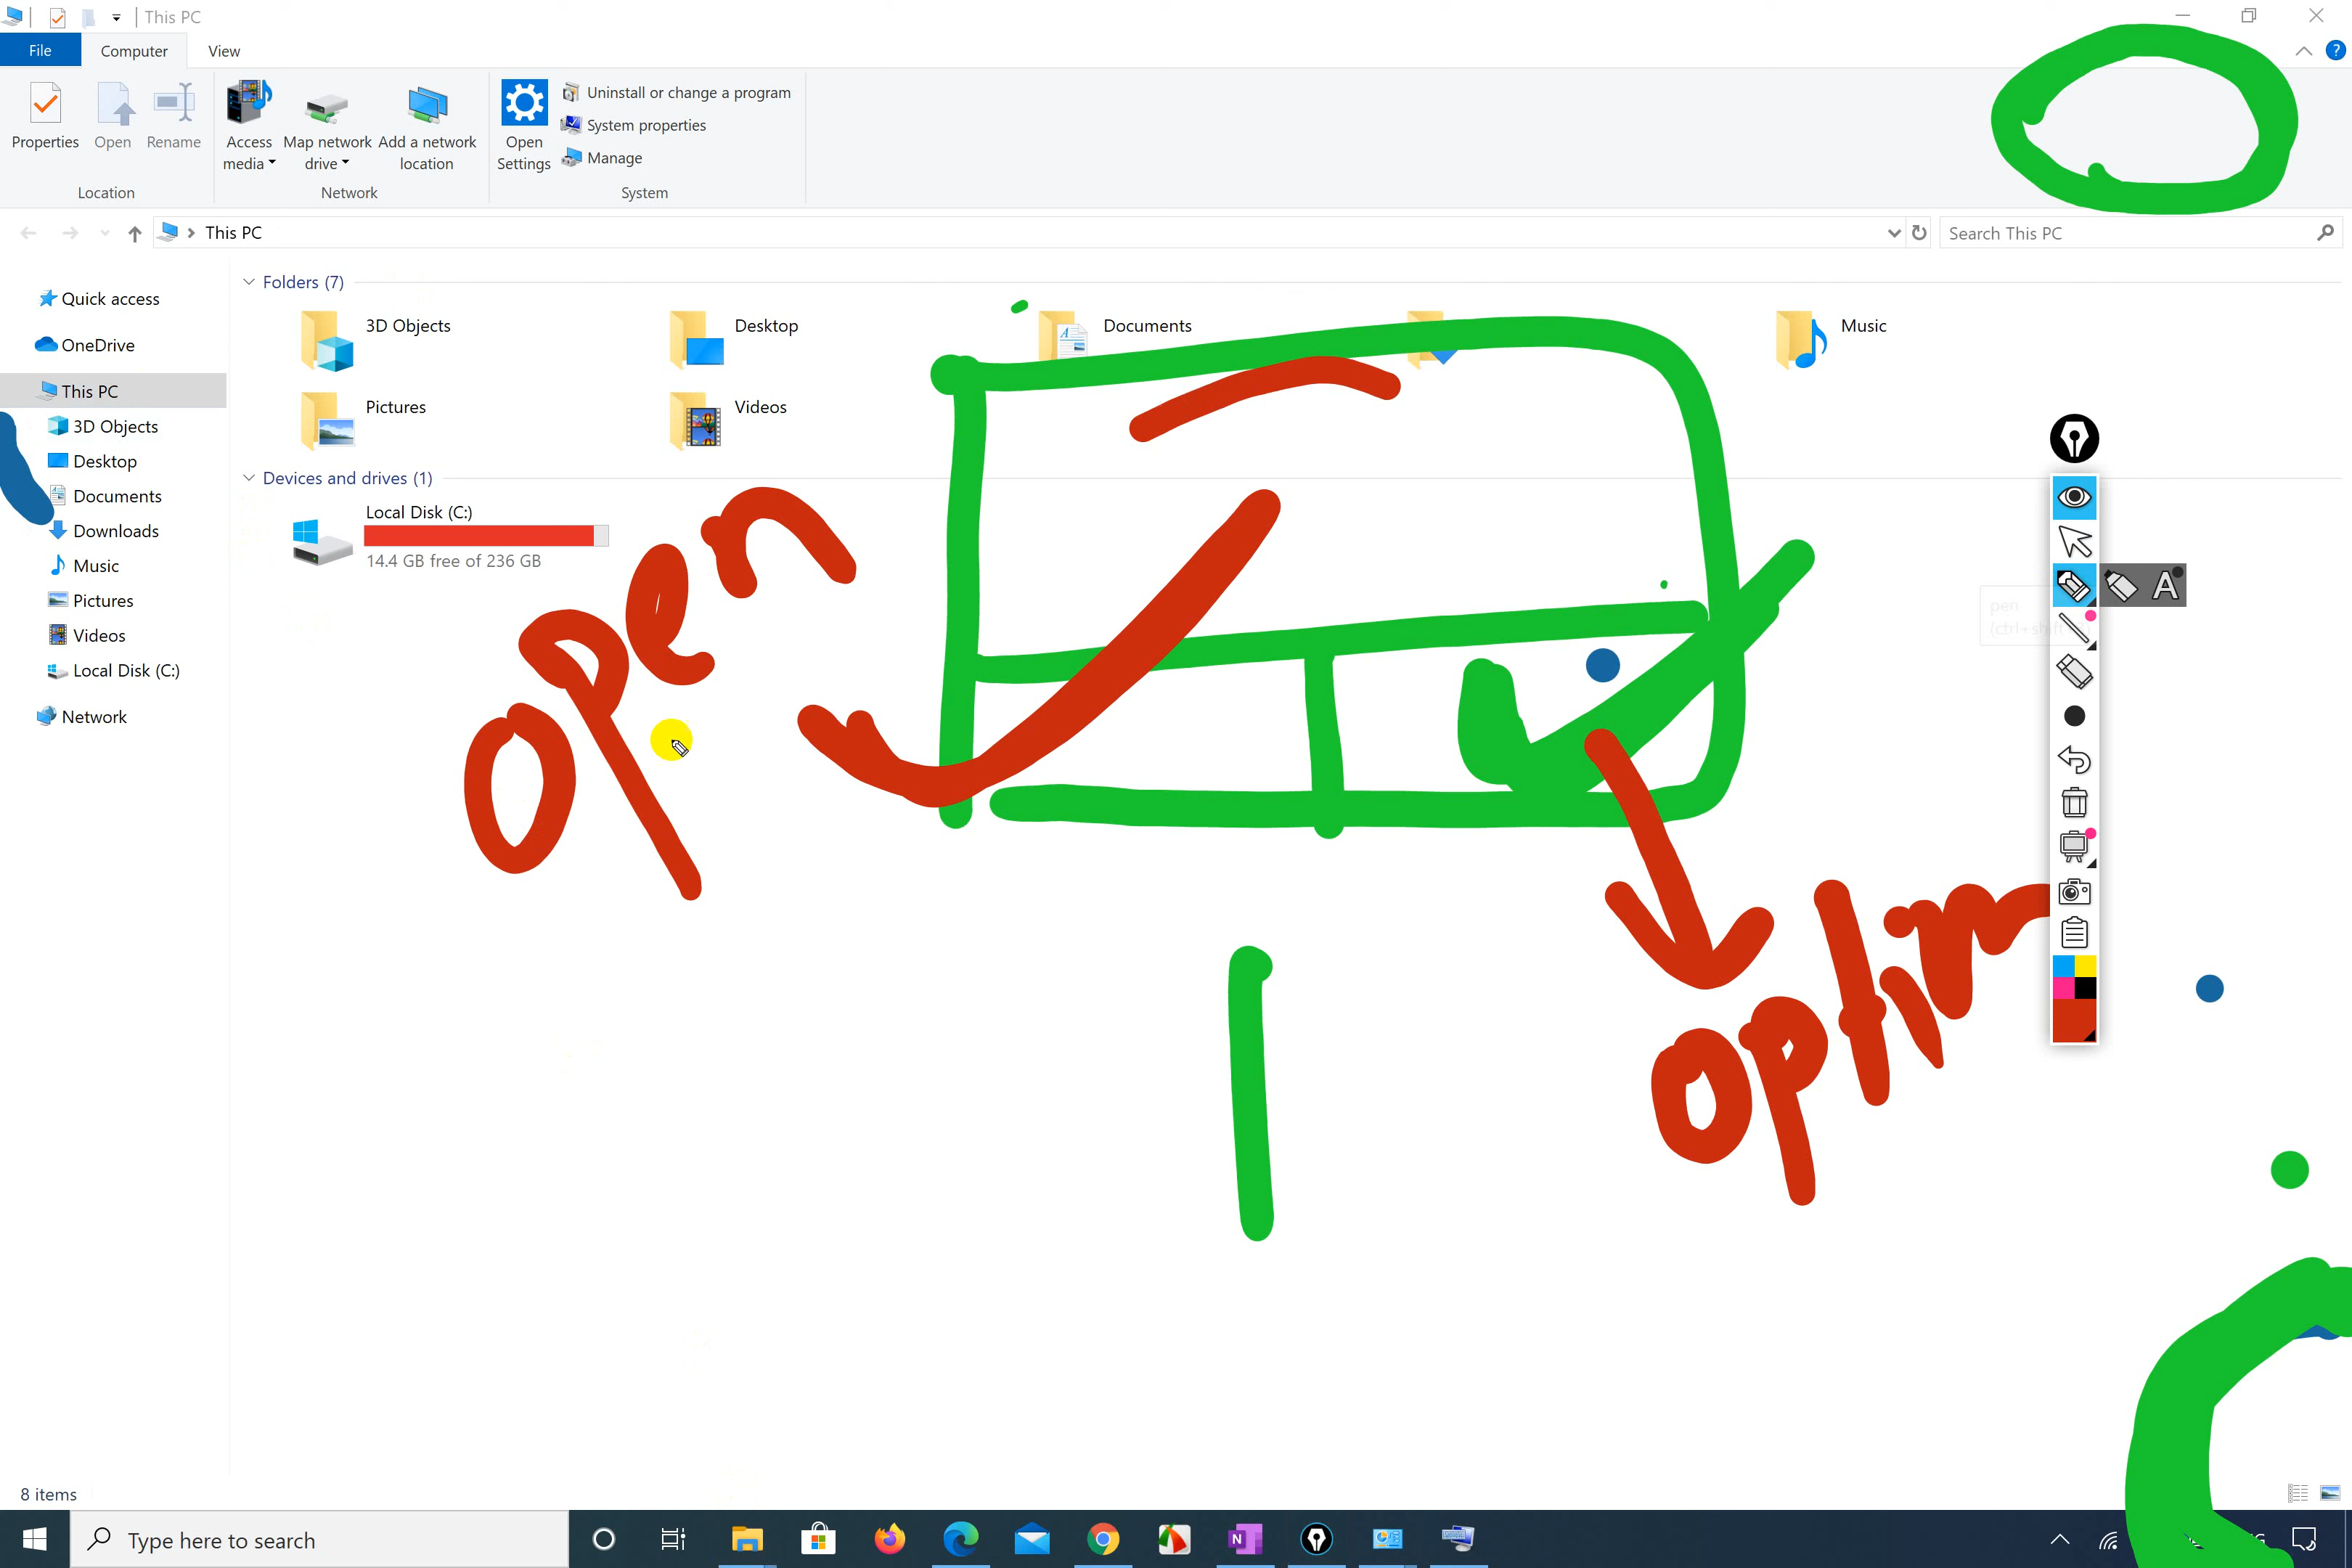 This PC
File Computer View
Properties Open Rename Access media Map network drive Add a network location Open Settings Uninstall or change a program
System properties
Manage
Location Network System
This PC Search This PC
Quick access
OneDrive
This PC
3D Objects
Desktop
Documents
Downloads
Music
Pictures
Videos
Local Disk (C:)
Network
Folders (7)
3D Objects Desktop Documents Music
Pictures Videos
Devices and drives (1)
Local Disk (C:)
14.4 GB free of 236 GB
open
A
pen
optim
8 items
Type here to search